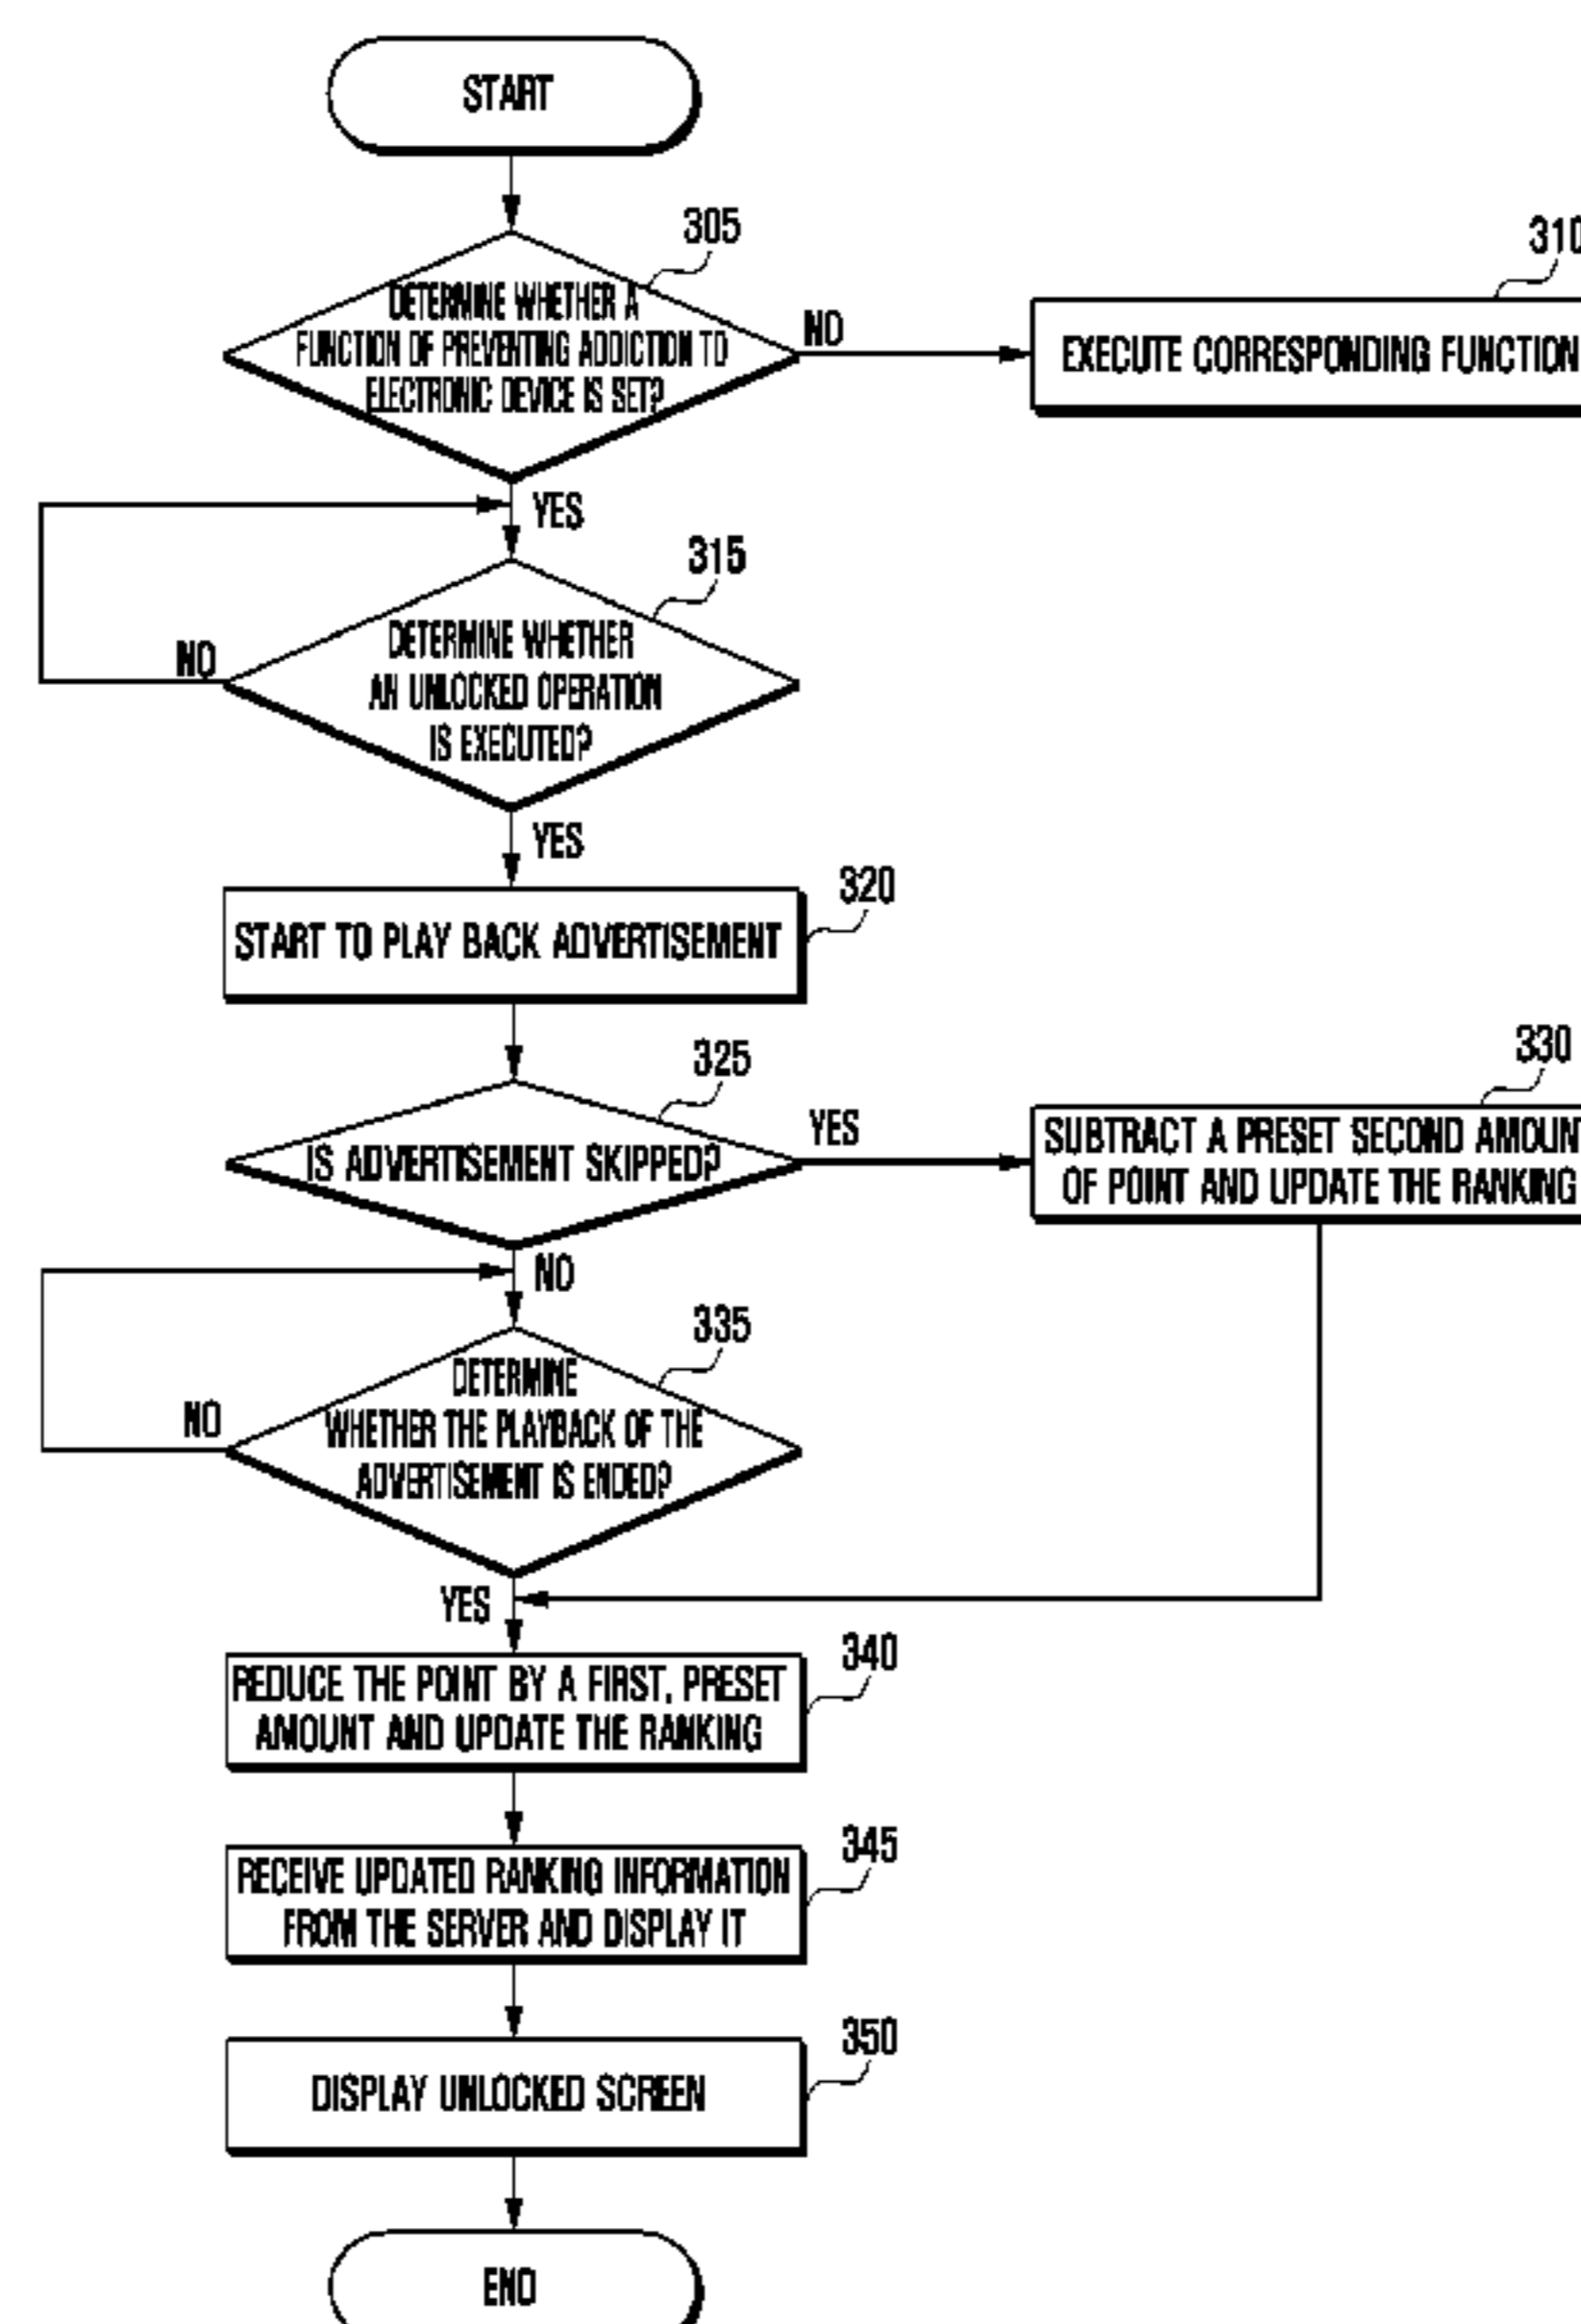 START
305
DETERMINE WHETHER A
FUNCTION OF PREVENTING ADDICTION TO
ELECTRONIC DEVICE IS SET?
NO
310
EXECUTE CORRESPONDING FUNCTION
YES
315
DETERMINE WHETHER
AN UNLOCKED OPERATION
IS EXECUTED?
NO
YES
320
START TO PLAY BACK ADVERTISEMENT
325
IS ADVERTISEMENT SKIPPED?
YES
330
SUBTRACT A PRESET SECOND AMOUNT
OF POINT AND UPDATE THE RANKING
NO
335
DETERMINE
WHETHER THE PLAYBACK OF THE
ADVERTISEMENT IS ENDED?
NO
YES
340
REDUCE THE POINT BY A FIRST, PRESET
AMOUNT AND UPDATE THE RANKING
345
RECEIVE UPDATED RANKING INFORMATION
FROM THE SERVER AND DISPLAY IT
350
DISPLAY UNLOCKED SCREEN
END